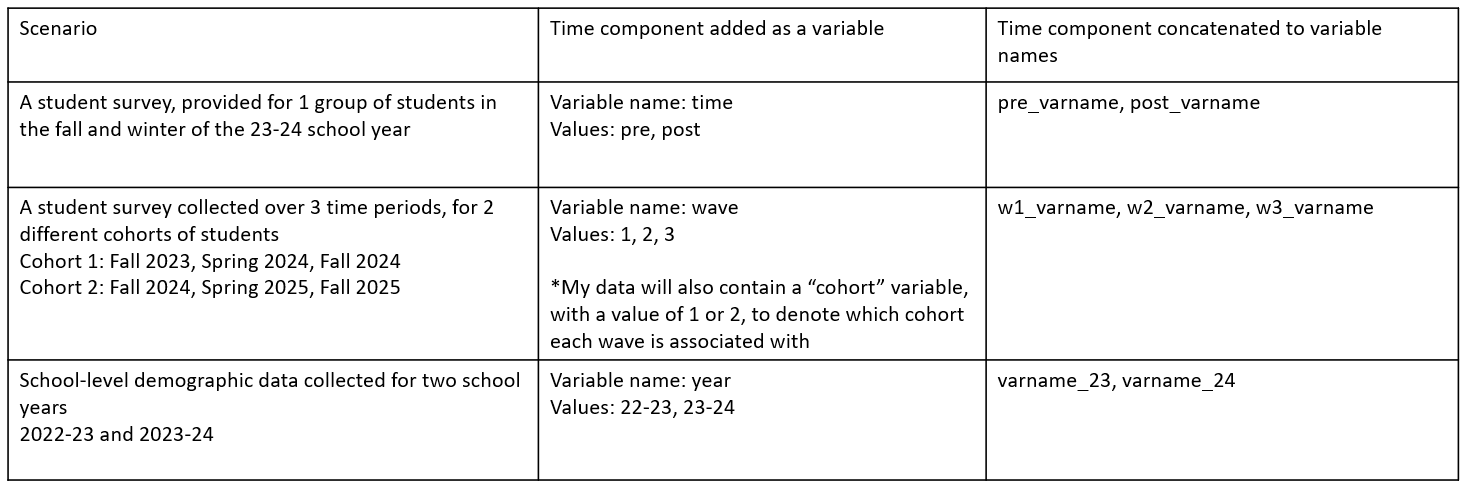 Scenario
Time component added as a variable
Time component concatenated to variable
names
A student survey, provided for 1 group of students in
the fall and winter of the 23-24 school year
Variable name: time
Values: pre, post
pre_varname, post_varname
A student survey collected over 3 time periods, for 2
different cohorts of students
Cohort 1: Fall 2023, Spring 2024, Fall 2024
Cohort 2: Fall 2024, Spring 2025, Fall 2025
Variable name: wave
Values: 1, 2, 3
*My data will also contain a “cohort” variable,
with a value of 1 or 2, to denote which cohort
each wave is associated with
w1_varname, w2_varname, w3_varname
School-level demographic data collected for two school
years
2022-23 and 2023-24
Variable name: year
Values: 22-23, 23-24
varname_23, varname_24